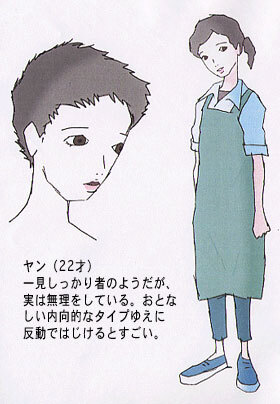 ヤン（22才）
一見しっかり者のようだが、
実は無理をしている。おとな
しい内向的なタイプゆえに
反動ではじけるとすごい。